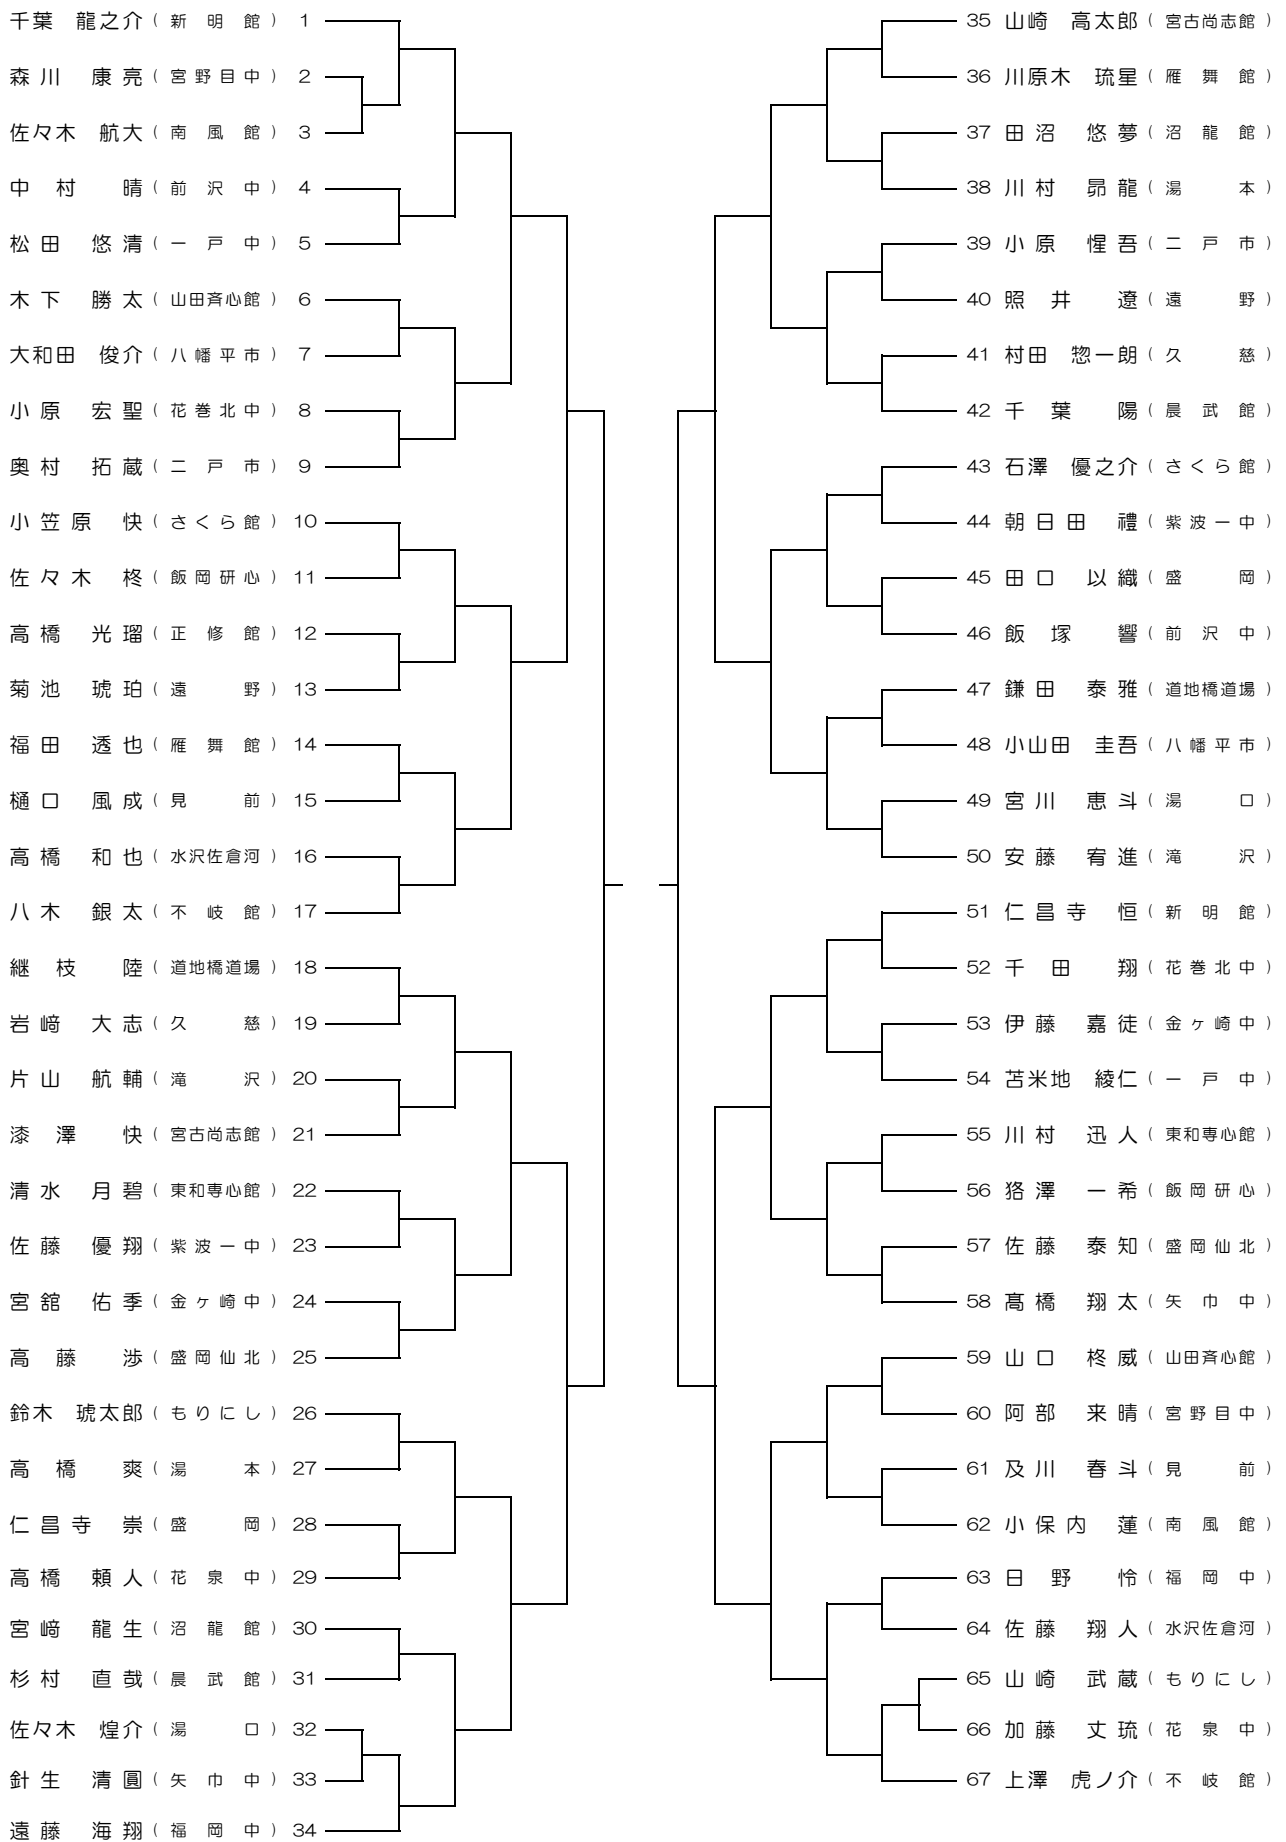 千葉 龍之介 ( 新明館 ) 1
森川 康亮 ( 宮野目中 ) 2
佐々木 航大 ( 南風館 ) 3
中村 晴 ( 前沢中 ) 4
松田 悠清 ( 一戸中 ) 5
木下 勝太 ( 山田斉心館 ) 6
大和田 俊介 ( 八幡平市 ) 7
小原 宏聖 ( 花巻北中 ) 8
奥村 拓蔵 ( 二戸市 ) 9
小笠原 快 ( さくら館 ) 10
佐々木 柊 ( 飯岡研心 ) 11
高橋 光瑠 ( 正修館 ) 12
菊池 琥珀 ( 遠野 ) 13
福田 透也 ( 雁舞館 ) 14
樋口 風成 ( 見前 ) 15
高橋 和也 ( 水沢佐倉河 ) 16
八木 銀太 ( 不岐館 ) 17
継枝 陸 ( 道地橋道場 ) 18
岩﨑 大志 ( 久慈 ) 19
片山 航輔 ( 滝沢 ) 20
漆澤 快 ( 宮古尚志館 ) 21
清水 月碧 ( 東和専心館 ) 22
佐藤 優翔 ( 紫波一中 ) 23
宮舘 佑季 ( 金ヶ崎中 ) 24
高藤 渉 ( 盛岡仙北 ) 25
鈴木 琥太郎 ( もりにし ) 26
高橋 爽 ( 湯本 ) 27
仁昌寺 崇 ( 盛岡 ) 28
高橋 頼人 ( 花泉中 ) 29
宮﨑 龍生 ( 沼龍館 ) 30
杉村 直哉 ( 晨武館 ) 31
佐々木 煌介 ( 湯口 ) 32
針生 清圓 ( 矢巾中 ) 33
遠藤 海翔 ( 福岡中 ) 34
35 山崎 高太郎 ( 宮古尚志館 )
36 川原木 琉星 ( 雁舞館 )
37 田沼 悠夢 ( 沼龍館 )
38 川村 昴龍 ( 湯本 )
39 小原 惺吾 ( 二戸市 )
40 照井 遼 ( 遠野 )
41 村田 惣一朗 ( 久慈 )
42 千葉 陽 ( 晨武館 )
43 石澤 優之介 ( さくら館 )
44 朝日田 禮 ( 紫波一中 )
45 田口 以織 ( 盛岡 )
46 飯塚 響 ( 前沢中 )
47 鎌田 泰雅 ( 道地橋道場 )
48 小山田 圭吾 ( 八幡平市 )
49 宮川 恵斗 ( 湯口 )
50 安藤 宥進 ( 滝沢 )
51 仁昌寺 恒 ( 新明館 )
52 千田 翔 ( 花巻北中 )
53 伊藤 嘉徒 ( 金ヶ崎中 )
54 苫米地 綾仁 ( 一戸中 )
55 川村 迅人 ( 東和専心館 )
56 狢澤 一希 ( 飯岡研心 )
57 佐藤 泰知 ( 盛岡仙北 )
58 髙橋 翔太 ( 矢巾中 )
59 山口 柊威 ( 山田斉心館 )
60 阿部 来晴 ( 宮野目中 )
61 及川 春斗 ( 見前 )
62 小保内 蓮 ( 南風館 )
63 日野 怜 ( 福岡中 )
64 佐藤 翔人 ( 水沢佐倉河 )
65 山崎 武蔵 ( もりにし )
66 加藤 丈琉 ( 花泉中 )
67 上澤 虎ノ介 ( 不岐館 )